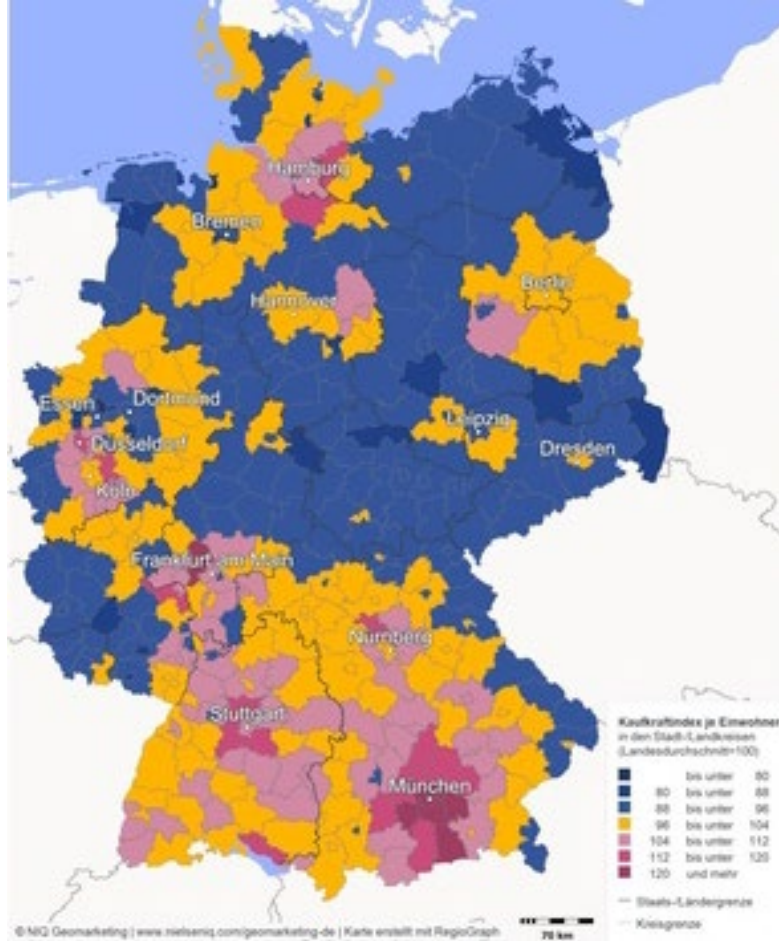 Hamburg
Bremen
Berlin
Hannover
Essen
Dortmund
Düsseldorf
Leipzig
Dresden
Köln
Frankfurt am Main
Nürnberg
Stuttgart
München
Kaufkraftindex je Einwohner
in den Stadt-/Landkreisen
(Landesdurchschnitt=100)
bis unter 80
80 bis unter 88
88 bis unter 96
96 bis unter 104
104 bis unter 112
112 bis unter 120
120 und mehr
Staats-/Ländergrenze
Kreisgrenze
70 km
© NIQ Geomarketing | www.nielseniq.com/geomarketing-de | Karte erstellt mit RegioGraph